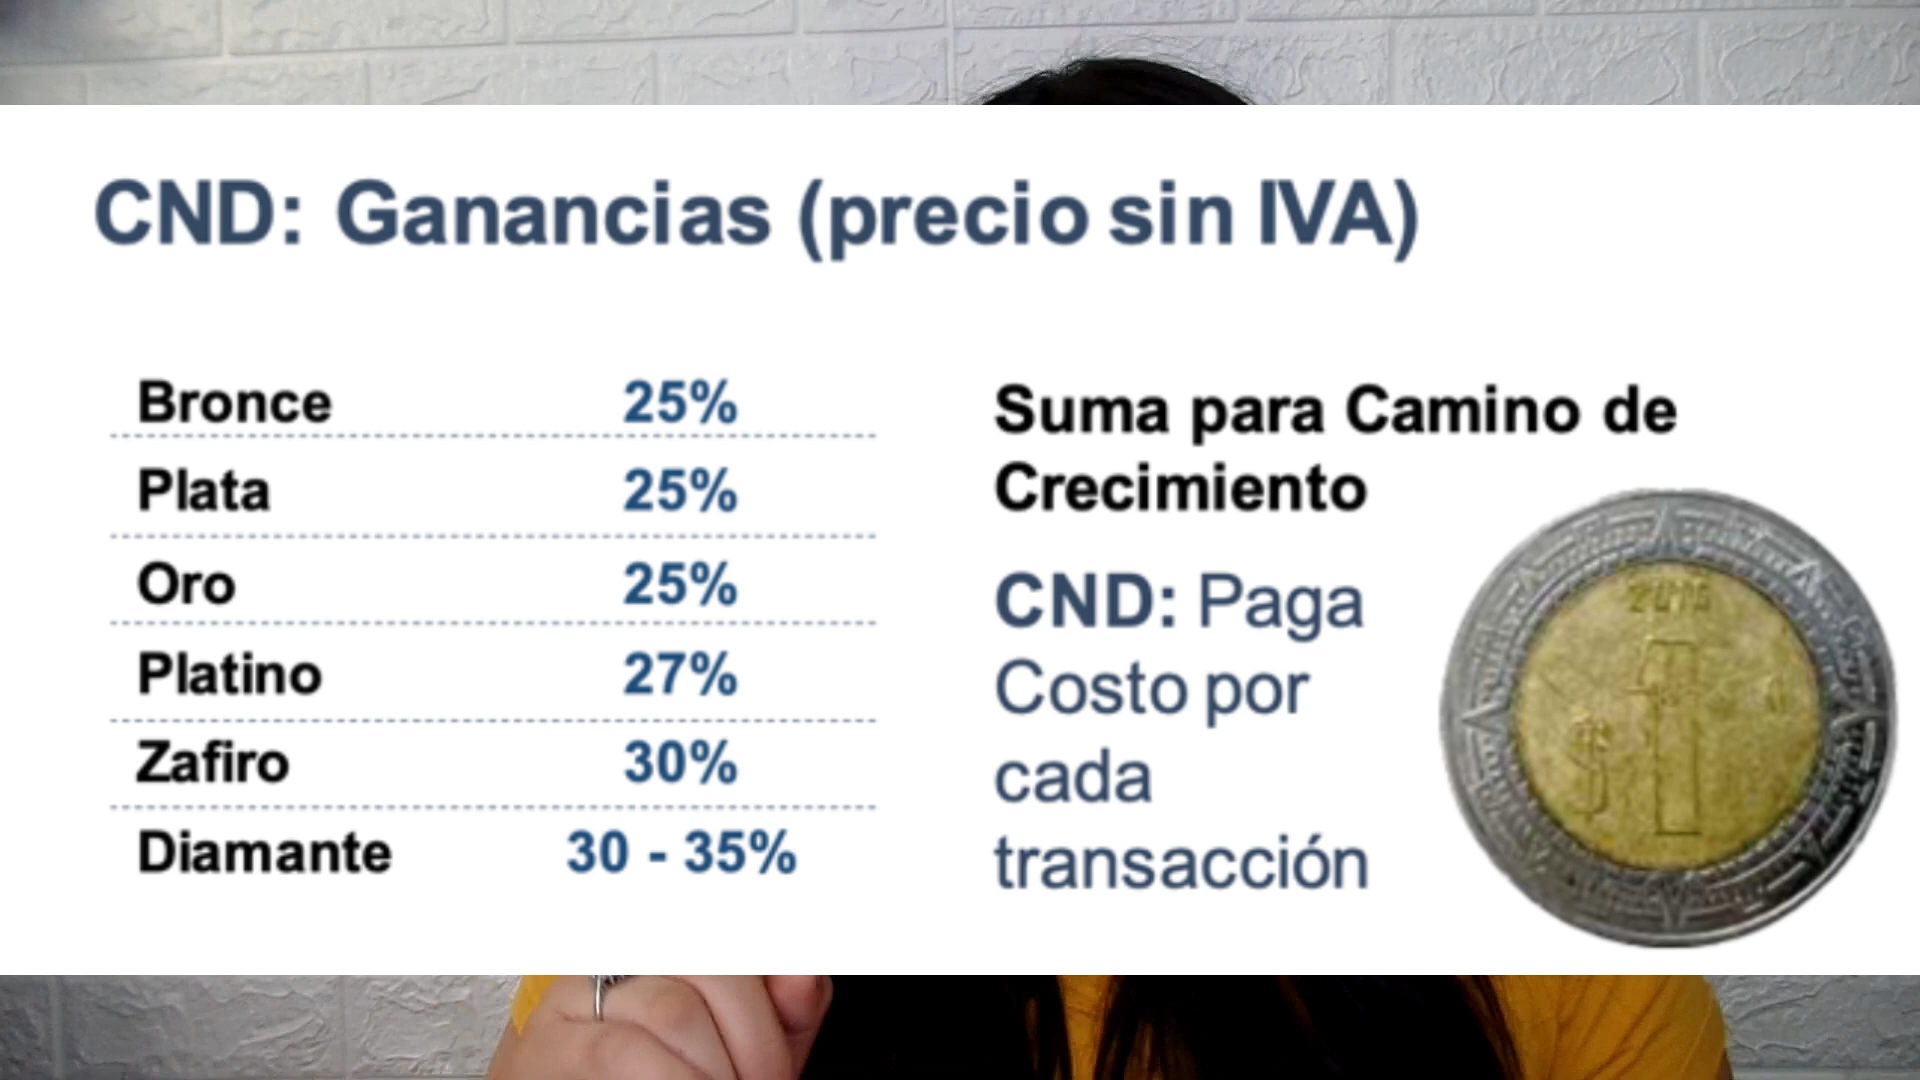 CND: Ganancias (precio sin IVA)
Bronce 25%
Plata 25%
Oro 25%
Platino 27%
Zafiro 30%
Diamante 30 - 35%
Suma para Camino de
Crecimiento
CND: Paga
Costo por
cada
transacción
$1